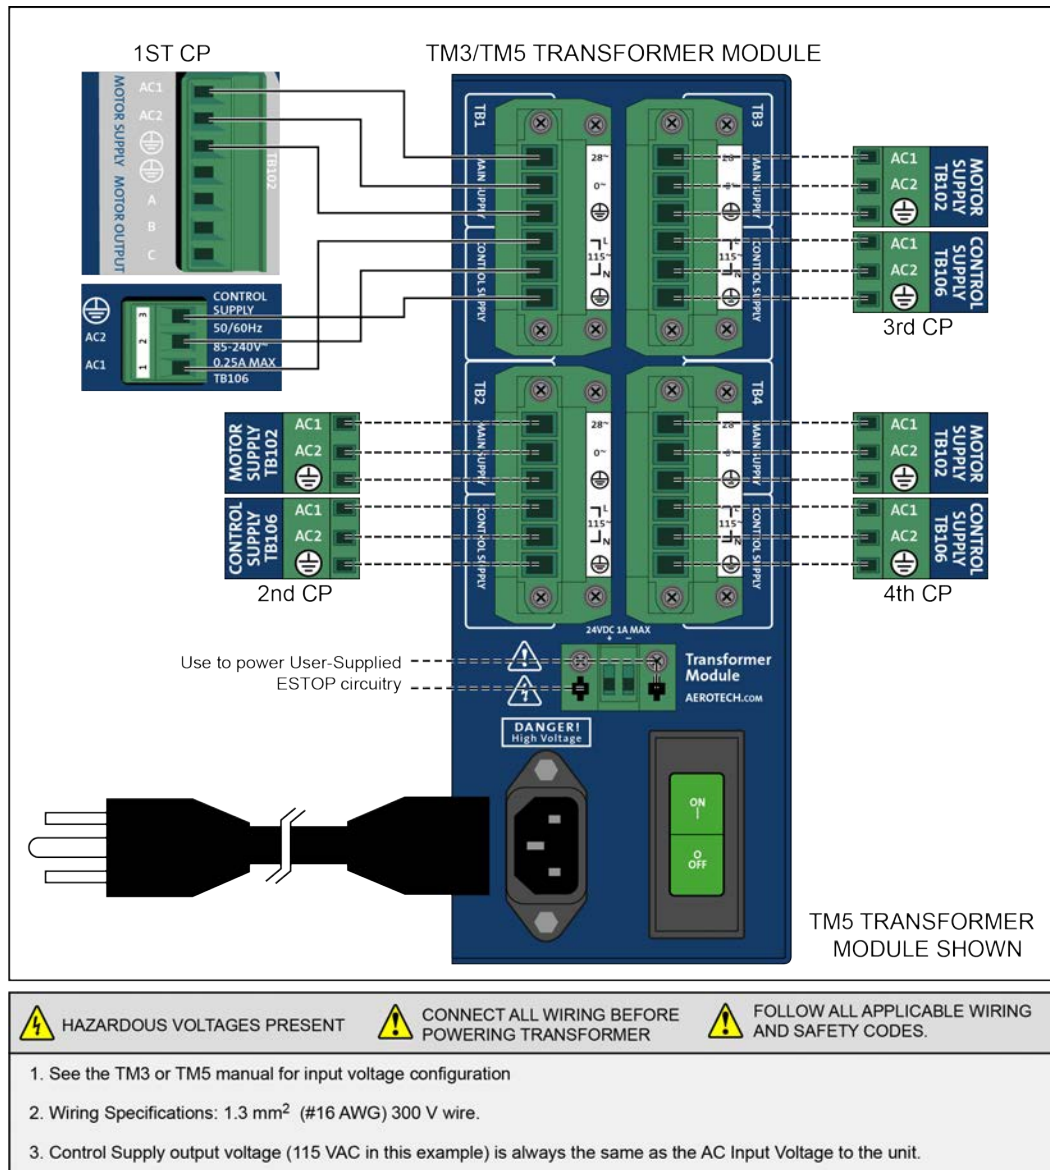 1ST CP
TM3/TM5 TRANSFORMER MODULE
MOTOR SUPPLY
MOTOR OUTPUT
AC1
AC2
A
B
C
TB102
CONTROL
SUPPLY
50/60Hz
85-240V~
0.25A MAX
TB106
3
2
1
AC2
AC1
TB1
MAIN SUPPLY
CONTROL SUPPLY
28~
0~
L
115~
N
TB3
MAIN SUPPLY
CONTROL SUPPLY
28~
0~
L
115~
N
AC1
AC2
MOTOR
SUPPLY
TB102
AC1
AC2
CONTROL
SUPPLY
TB106
3rd CP
MOTOR
SUPPLY
TB102
AC1
AC2
CONTROL
SUPPLY
TB106
AC1
AC2
2nd CP
TB2
MAIN SUPPLY
CONTROL SUPPLY
28~
0~
L
115~
N
TB4
MAIN SUPPLY
CONTROL SUPPLY
28~
0~
L
115~
N
AC1
AC2
MOTOR
SUPPLY
TB102
AC1
AC2
CONTROL
SUPPLY
TB106
4th CP
24VDC 1A MAX
+ −
Use to power User-Supplied
ESTOP circuitry
Transformer
Module
AEROTECH.COM
DANGER!
High Voltage
ON
I
O
OFF
TM5 TRANSFORMER
MODULE SHOWN
HAZARDOUS VOLTAGES PRESENT
CONNECT ALL WIRING BEFORE
POWERING TRANSFORMER
FOLLOW ALL APPLICABLE WIRING
AND SAFETY CODES.
1. See the TM3 or TM5 manual for input voltage configuration
2. Wiring Specifications: 1.3 mm² (#16 AWG) 300 V wire.
3. Control Supply output voltage (115 VAC in this example) is always the same as the AC Input Voltage to the unit.